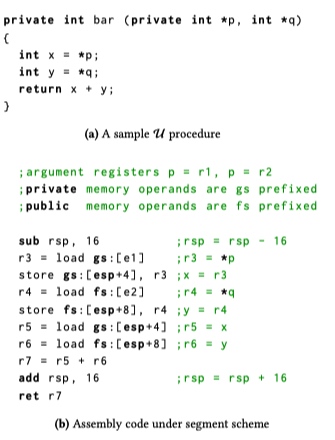 private int bar (private int *p, int *q)
{
int x = *p;
int y = *q;
return x + y;
}
(a) A sample 𝒰 procedure
;argument registers p = r1, p = r2
;private memory operands are gs prefixed
;public memory operands are fs prefixed
sub rsp, 16 ;rsp = rsp - 16
r3 = load gs:[e1] ;r3 = *p
store gs:[esp+4], r3 ;x = r3
r4 = load fs:[e2] ;r4 = *q
store fs:[esp+8], r4 ;y = r4
r5 = load gs:[esp+4] ;r5 = x
r6 = load fs:[esp+8] ;r6 = y
r7 = r5 + r6
add rsp, 16 ;rsp = rsp + 16
ret r7
(b) Assembly code under segment scheme